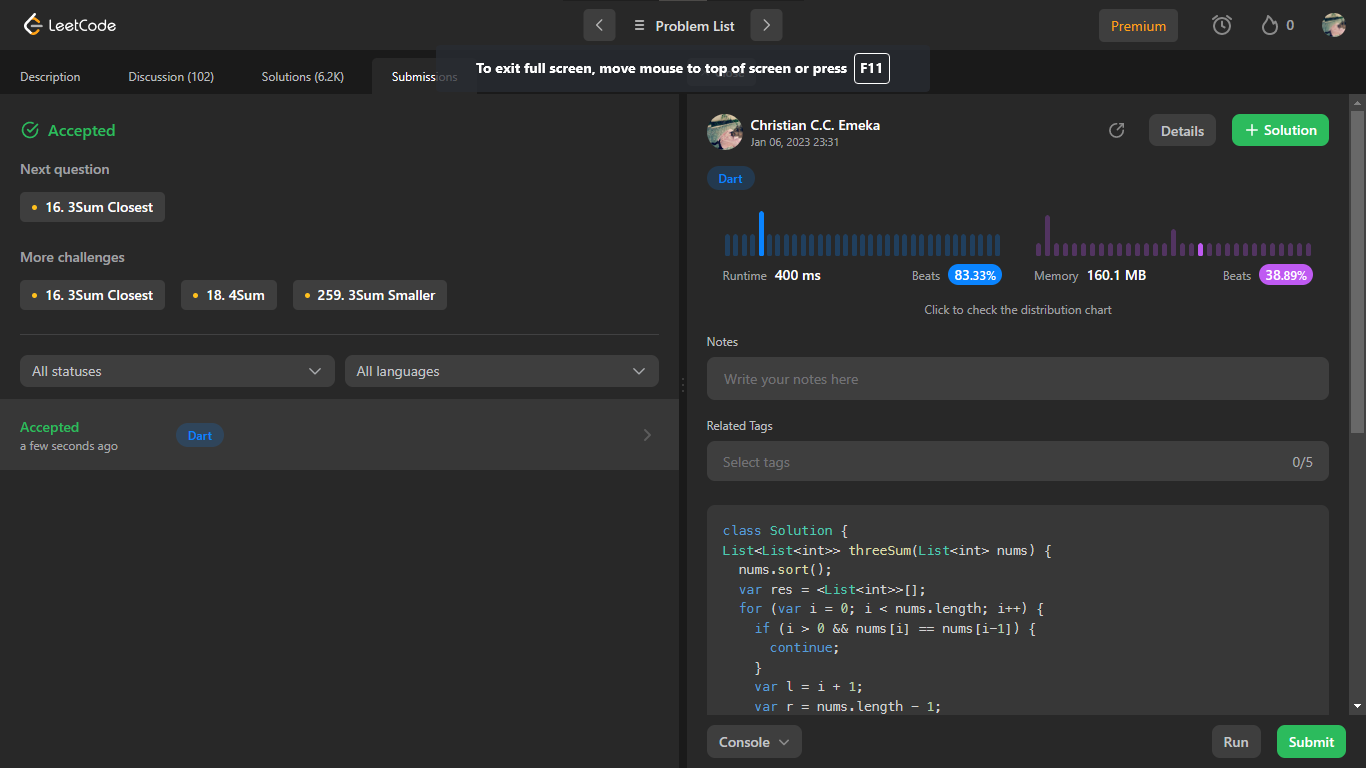 LeetCode
Problem List
Premium
0
Description
Discussion (102)
Solutions (6.2K)
Submissions
To exit full screen, move mouse to top of screen or press F11
Accepted
Next question
16. 3Sum Closest
More challenges
16. 3Sum Closest
18. 4Sum
259. 3Sum Smaller
All statuses
All languages
Accepted
a few seconds ago
Dart
Christian C.C. Emeka
Jan 06, 2023 23:31
Details
+ Solution
Dart
Runtime 400 ms
Beats 83.33%
Memory 160.1 MB
Beats 38.89%
Click to check the distribution chart
Notes
Write your notes here
Related Tags
Select tags
0/5
class Solution {
List<List<int>> threeSum(List<int> nums) {
  nums.sort();
  var res = <List<int>>[];
  for (var i = 0; i < nums.length; i++) {
    if (i > 0 && nums[i] == nums[i-1]) {
      continue;
    }
    var l = i + 1;
    var r = nums.length - 1;
Console
Run
Submit